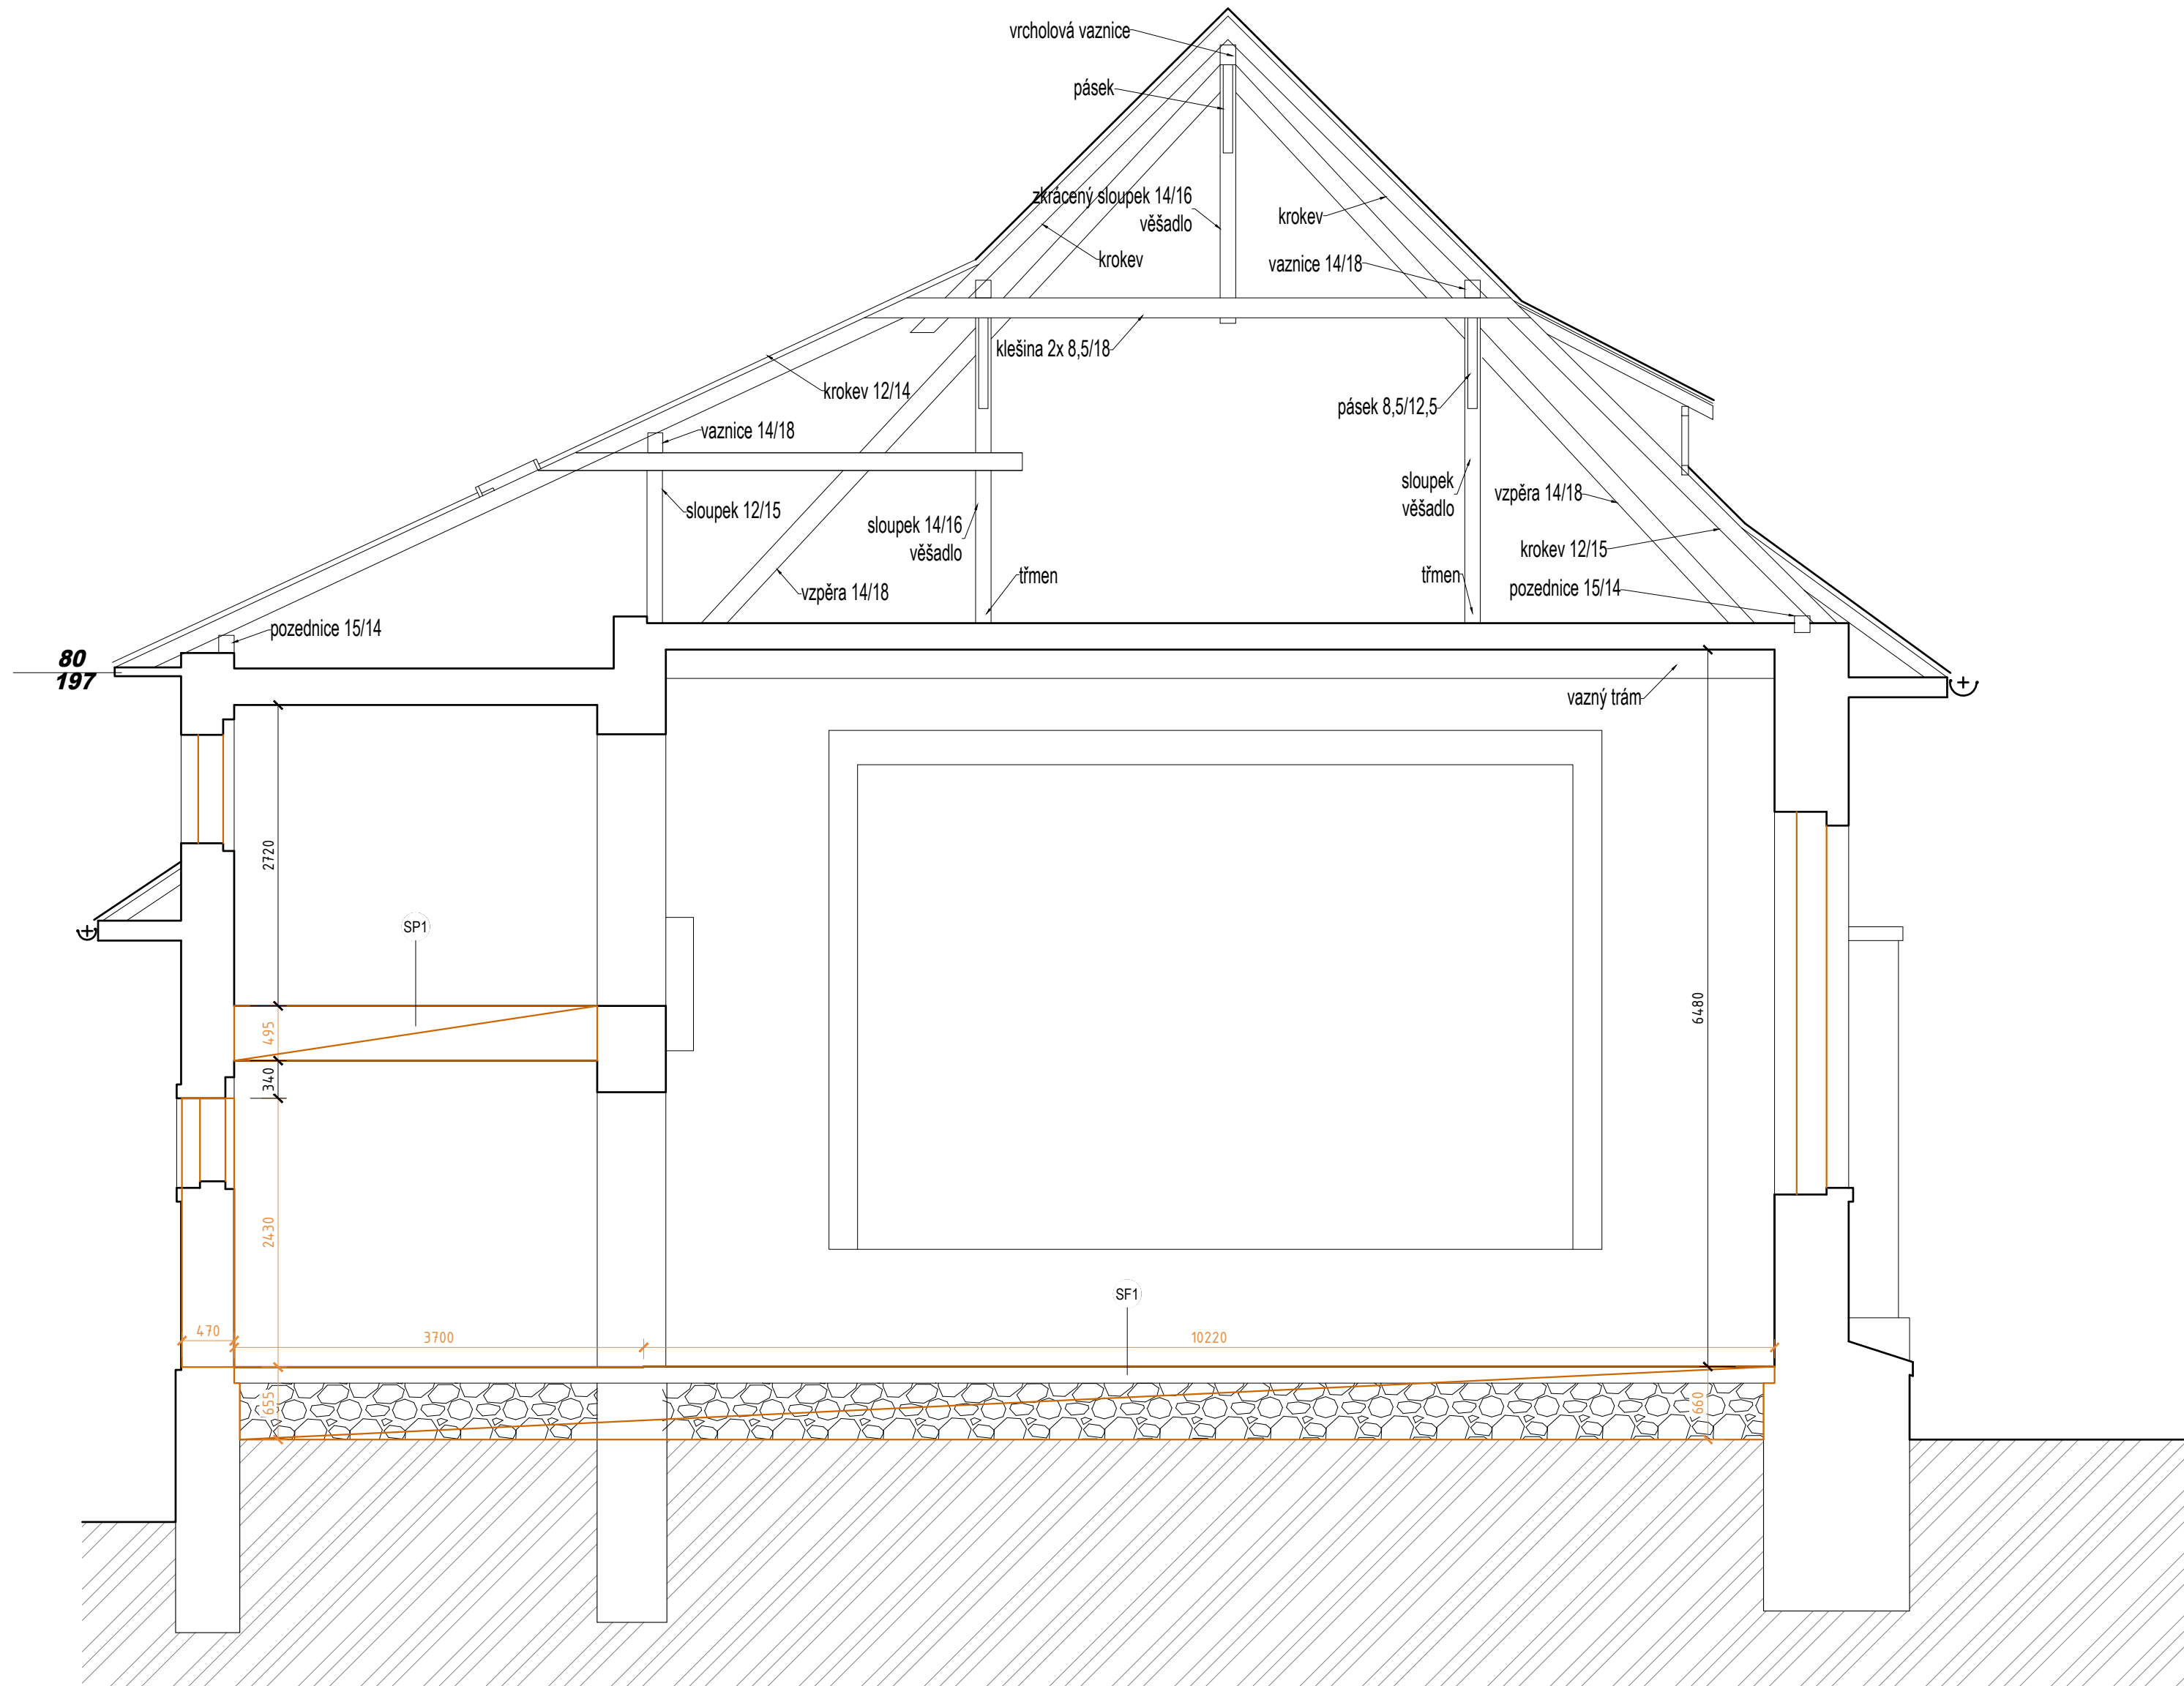 vrcholová vaznice
pásek
zkrácený sloupek 14/16
věšadlo
krokev
krokev
vaznice 14/18
klešina 2x 8,5/18
krokev 12/14
pásek 8,5/12,5
vaznice 14/18
sloupek
věšadlo
vzpěra 14/18
sloupek 12/15
sloupek 14/16
věšadlo
krokev 12/15
třmen
třmen
vzpěra 14/18
pozednice 15/14
pozednice 15/14
80
197
vazný trám
2720
SP1
495
6480
340
2430
SF1
470
3700
10220
655
660